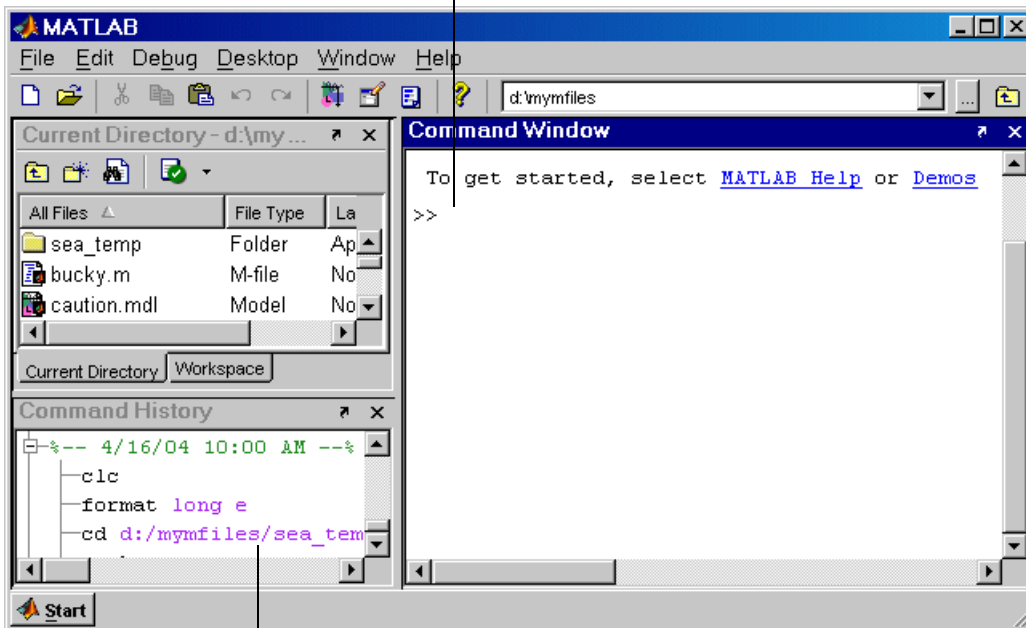 MATLAB
File Edit Debug Desktop Window Help
d:\mymfiles
...
Current Directory - d:\my ...
All Files File Type La
sea_temp Folder Ap
bucky.m M-file No
caution.mdl Model No
Current Directory Workspace
Command History
%-- 4/16/04 10:00 AM --%
clc
format long e
cd d:/mymfiles/sea_tem
Command Window
To get started, select MATLAB Help or Demos
>>
Start